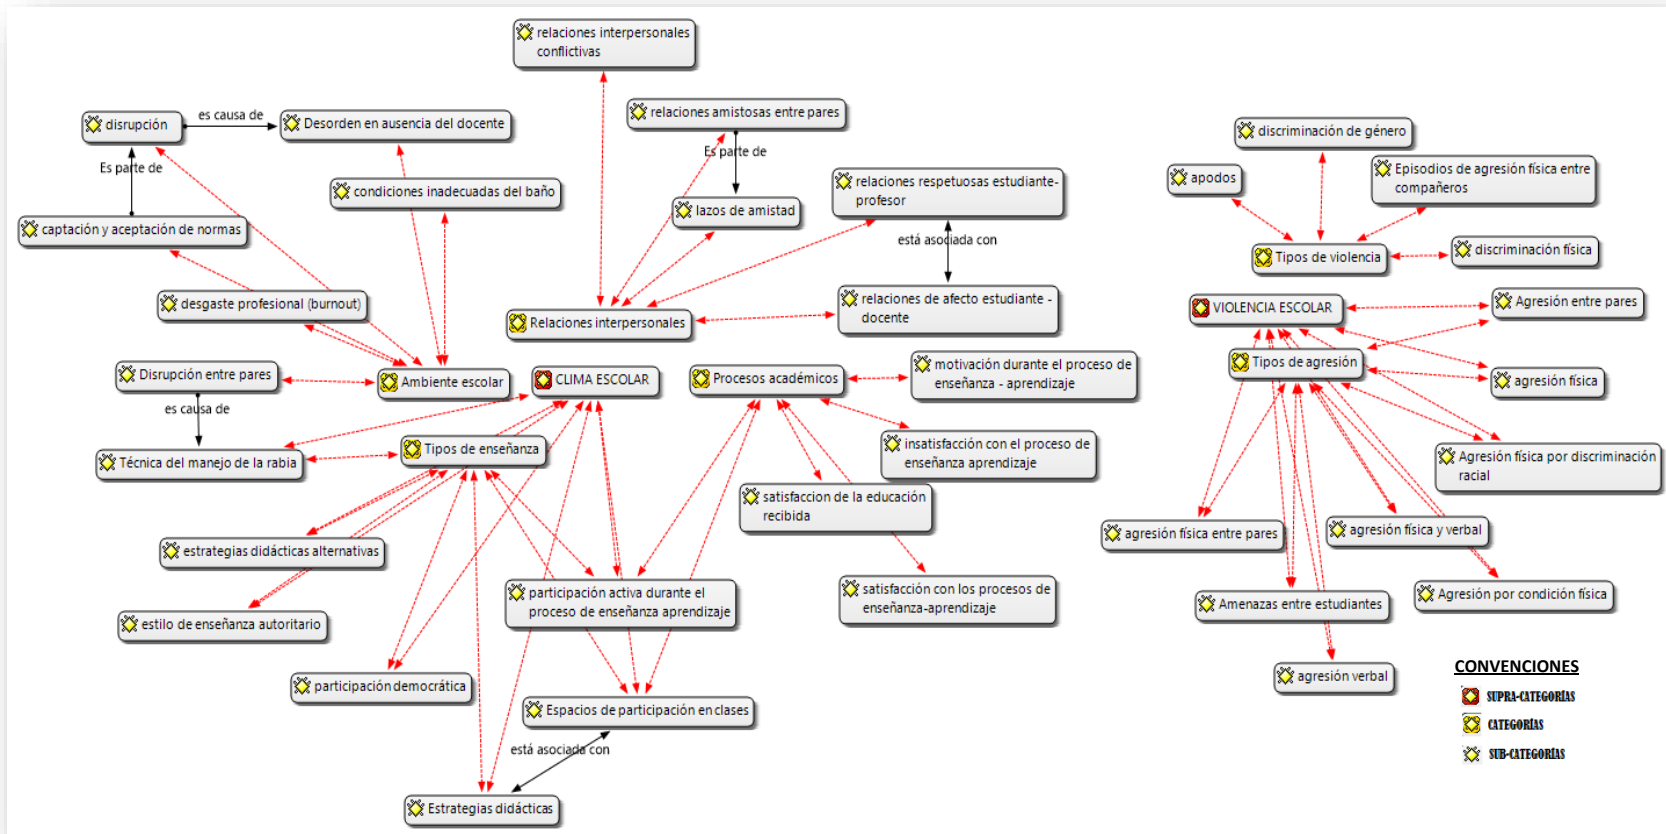 relaciones interpersonales
conflictivas
disrupción
es causa de
Desorden en ausencia del docente
relaciones amistosas entre pares
Es parte de
Es parte de
condiciones inadecuadas del baño
captación y aceptación de normas
lazos de amistad
relaciones respetuosas estudiante-
profesor
está asociada con
desgaste profesional (burnout)
relaciones de afecto estudiante -
docente
Relaciones interpersonales
Disrupción entre pares
es causa de
Ambiente escolar
CLIMA ESCOLAR
Procesos académicos
motivación durante el proceso de
enseñanza - aprendizaje
Técnica del manejo de la rabia
Tipos de enseñanza
insatisfacción con el proceso de
enseñanza aprendizaje
satisfaccion de la educación
recibida
estrategias didácticas alternativas
participación activa durante el
proceso de enseñanza aprendizaje
satisfacción con los procesos de
enseñanza-aprendizaje
estilo de enseñanza autoritario
participación democrática
Espacios de participación en clases
está asociada con
Estrategias didácticas
discriminación de género
apodos
Episodios de agresión física entre
compañeros
Tipos de violencia
discriminación física
VIOLENCIA ESCOLAR
Agresión entre pares
Tipos de agresión
agresión física
Agresión física por discriminación
racial
agresión física entre pares
agresión física y verbal
Amenazas entre estudiantes
Agresión por condición física
agresión verbal
CONVENCIONES
SUPRA-CATEGORÍAS
CATEGORÍAS
SUB-CATEGORÍAS